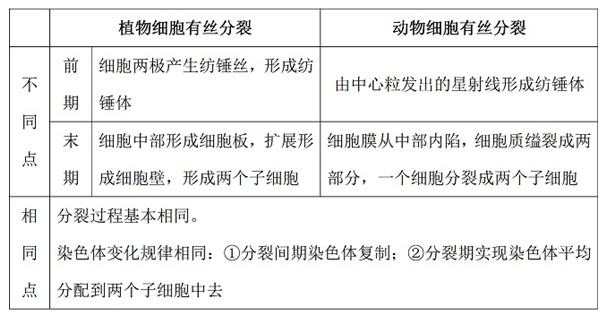 植物细胞有丝分裂
动物细胞有丝分裂
不同点
前期
细胞两极产生纺锤丝，形成纺
锤体
由中心粒发出的星射线形成纺锤体
末期
细胞中部形成细胞板，扩展形
成细胞壁，形成两个子细胞
细胞膜从中部内陷，细胞质缢裂成两
部分，一个细胞分裂成两个子细胞
相同点
分裂过程基本相同。
染色体变化规律相同：①分裂间期染色体复制；②分裂期实现染色体平均
分配到两个子细胞中去